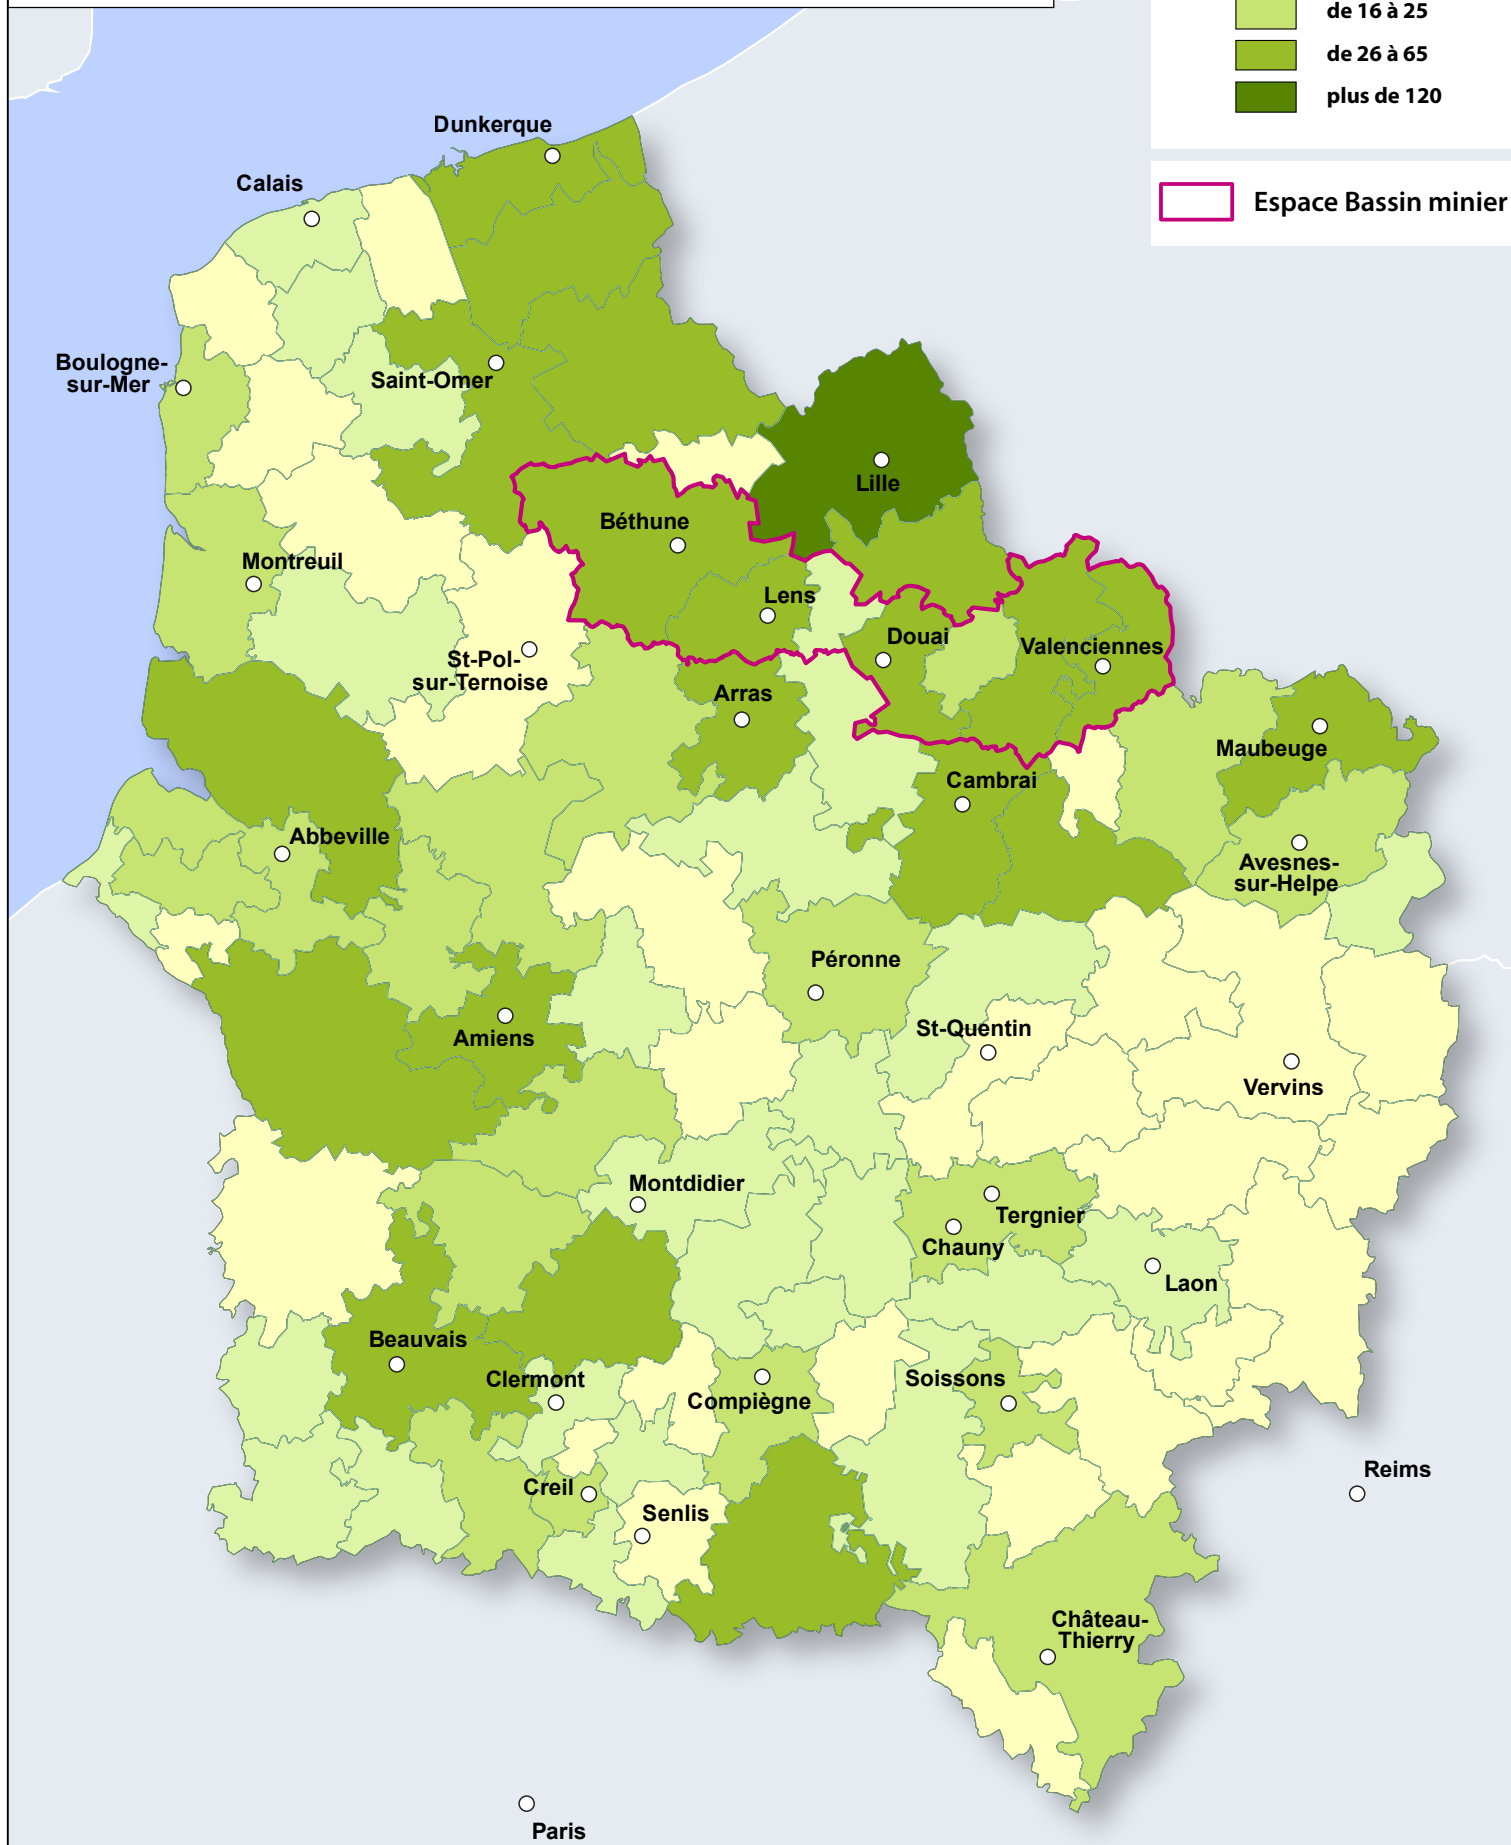 de 16 à 25
de 26 à 65
plus de 120
Espace Bassin minier
Dunkerque
Calais
Boulogne-
sur-Mer
Saint-Omer
Lille
Béthune
Montreuil
Lens
Douai
Valenciennes
St-Pol-
sur-Ternoise
Arras
Maubeuge
Cambrai
Abbeville
Avesnes-
sur-Helpe
Péronne
St-Quentin
Amiens
Vervins
Montdidier
Tergnier
Chauny
Laon
Beauvais
Clermont
Soissons
Compiègne
Reims
Creil
Senlis
Château-
Thierry
Paris